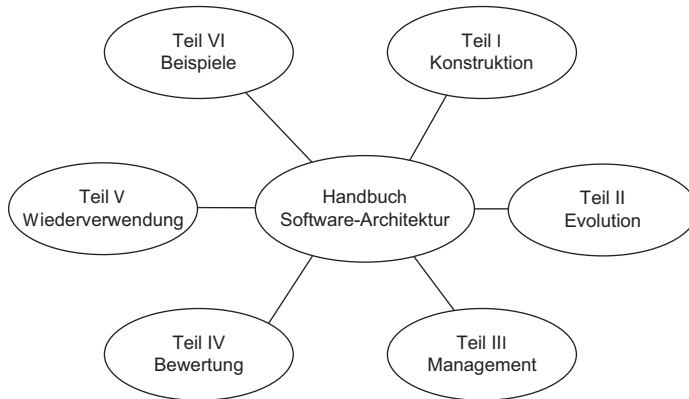 Teil VI
Beispiele
Teil I
Konstruktion
Teil V
Wiederverwendung
Handbuch
Software-Architektur
Teil II
Evolution
Teil IV
Bewertung
Teil III
Management